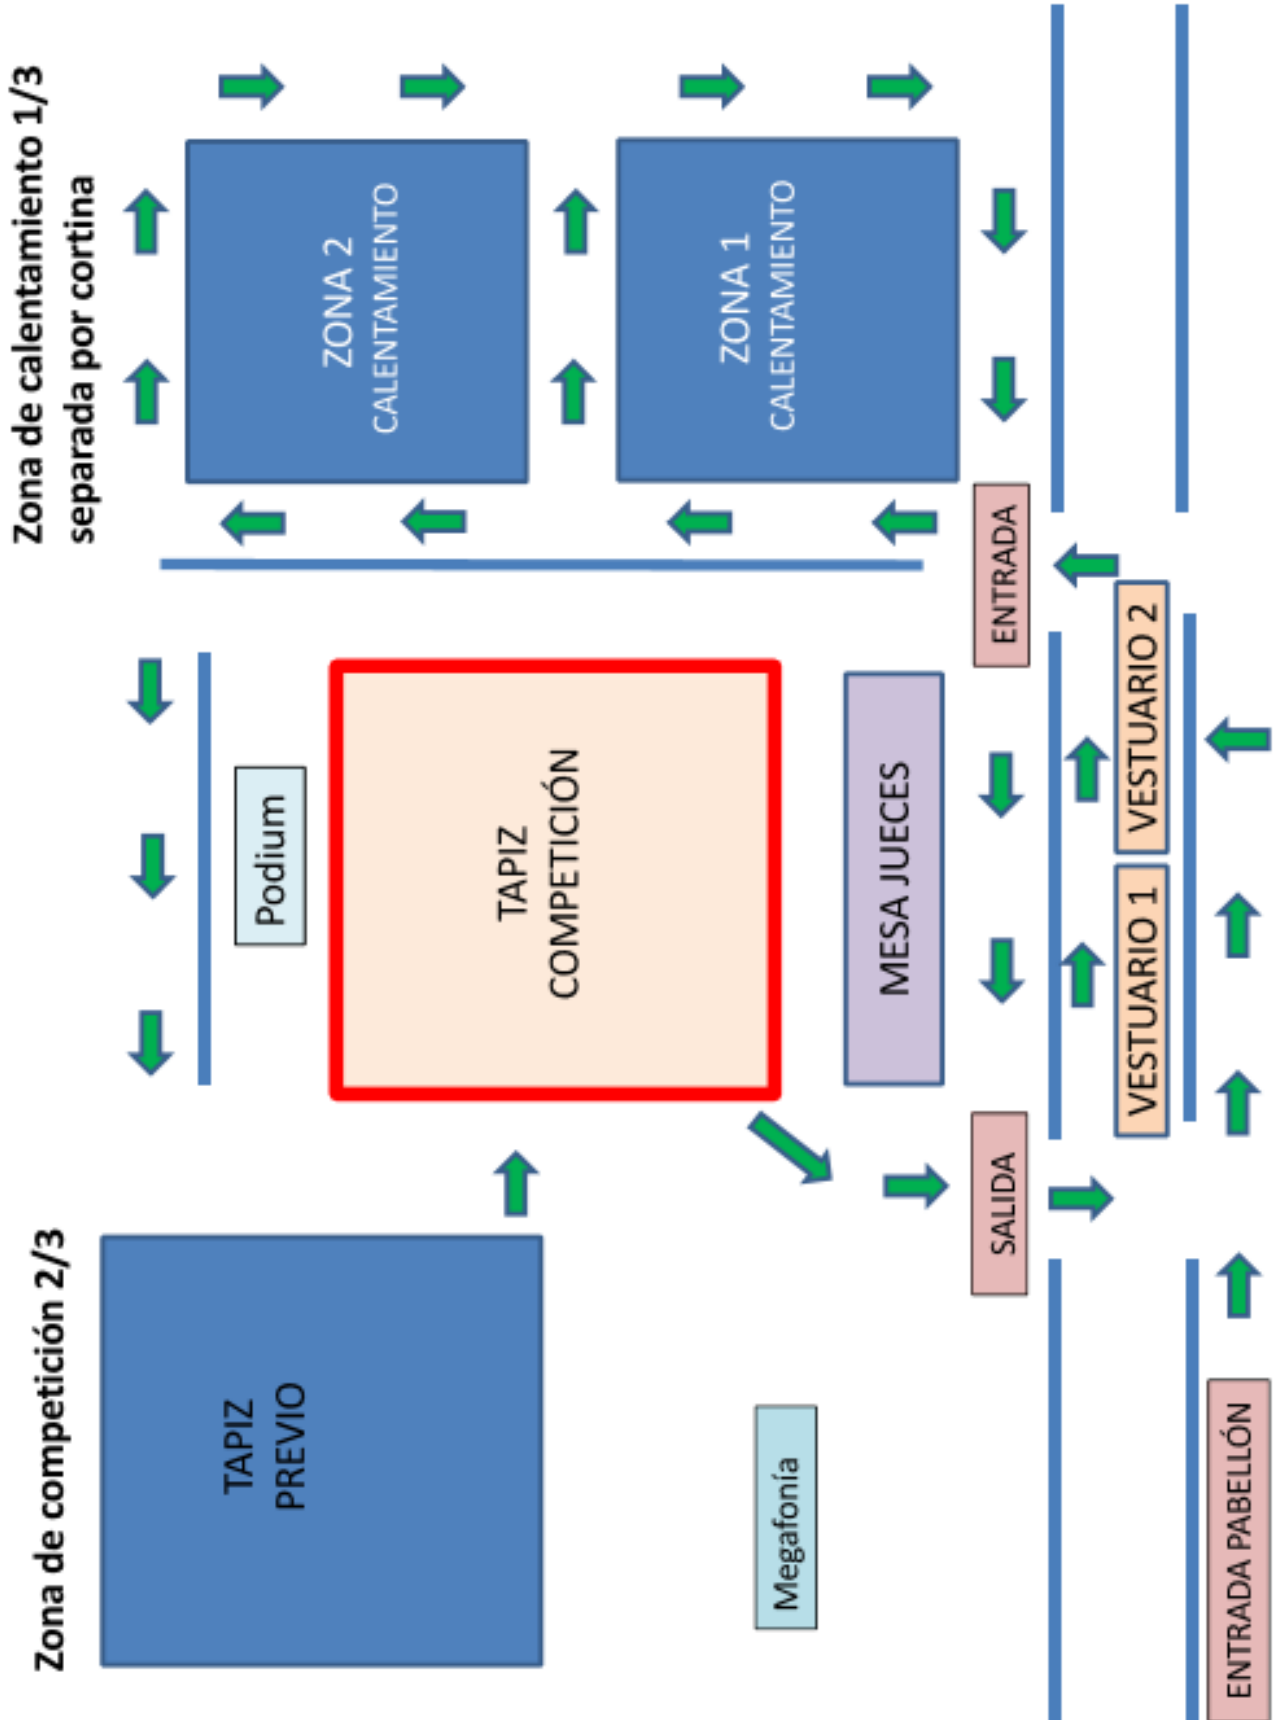 Zona de competición 2/3
Zona de calentamiento 1/3
separada por cortina
TAPIZ
PREVIO
Podium
TAPIZ
COMPETICIÓN
ZONA 2
CALENTAMIENTO
ZONA 1
CALENTAMIENTO
Megafonía
MESA JUECES
SALIDA
ENTRADA
VESTUARIO 1
VESTUARIO 2
ENTRADA PABELLÓN